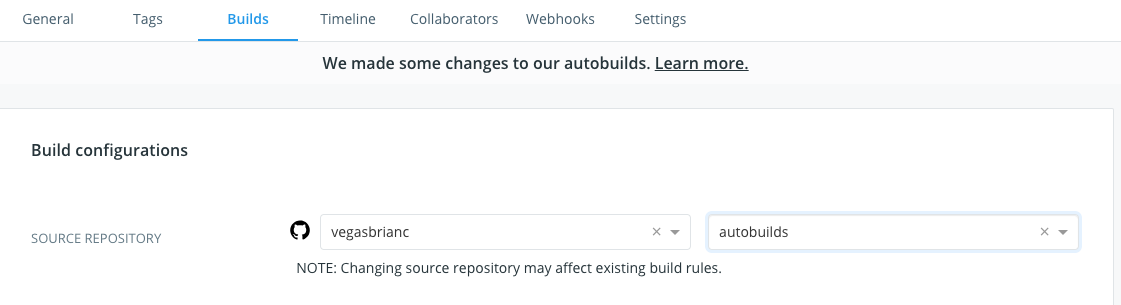 General Tags Builds Timeline Collaborators Webhooks Settings
We made some changes to our autobuilds. Learn more.
Build configurations
SOURCE REPOSITORY vegasbrianc autobuilds
NOTE: Changing source repository may affect existing build rules.